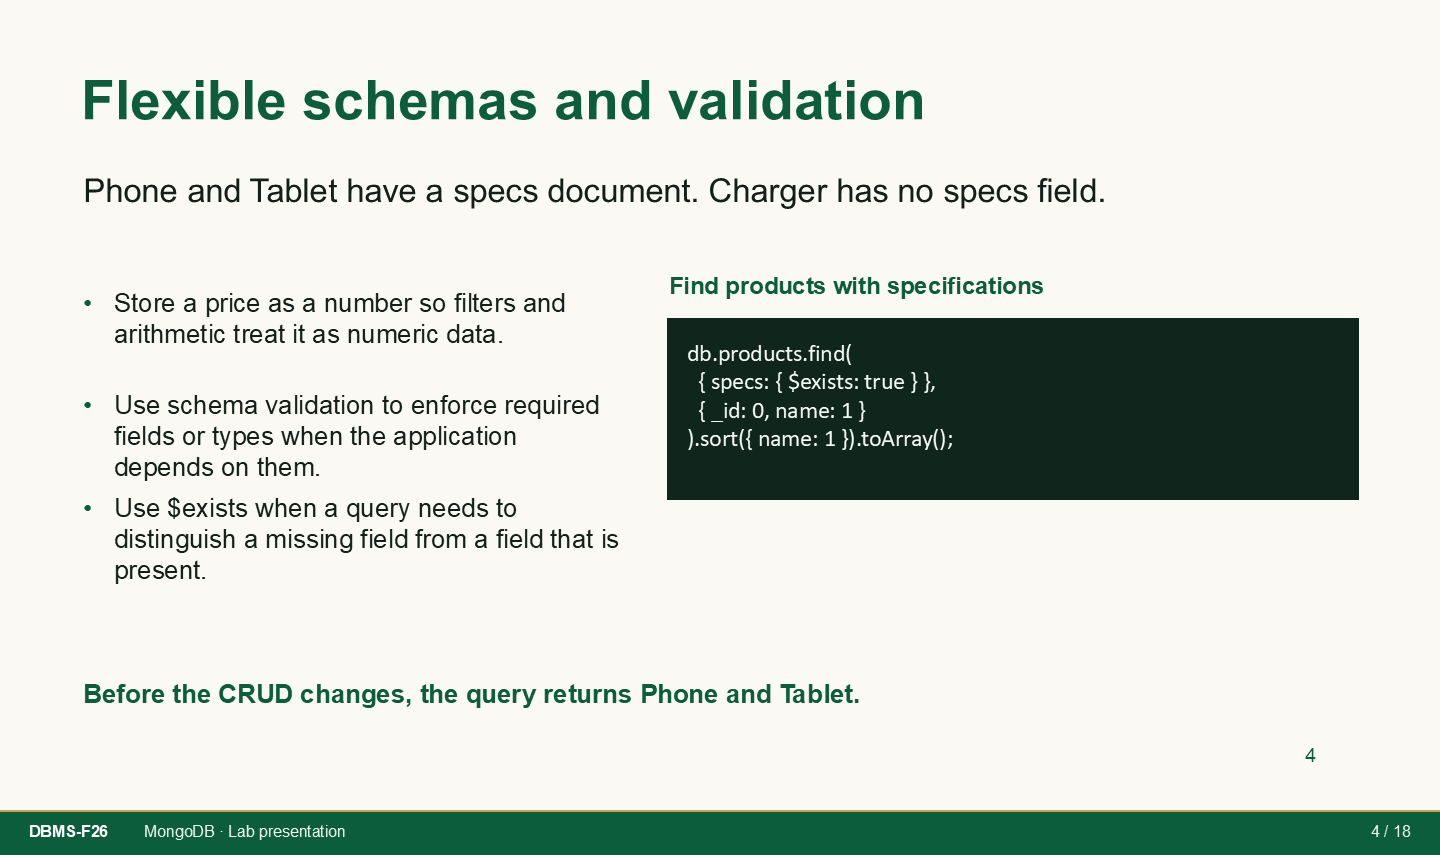 Flexible schemas and validation
Phone and Tablet have a specs document. Charger has no specs field.
• Store a price as a number so filters and
arithmetic treat it as numeric data.
• Use schema validation to enforce required
fields or types when the application
depends on them.
• Use $exists when a query needs to
distinguish a missing field from a field that is
present.
Find products with specifications
db.products.find(
  { specs: { $exists: true } },
  { _id: 0, name: 1 }
).sort({ name: 1 }).toArray();
Before the CRUD changes, the query returns Phone and Tablet.
4
DBMS-F26 MongoDB · Lab presentation 4 / 18